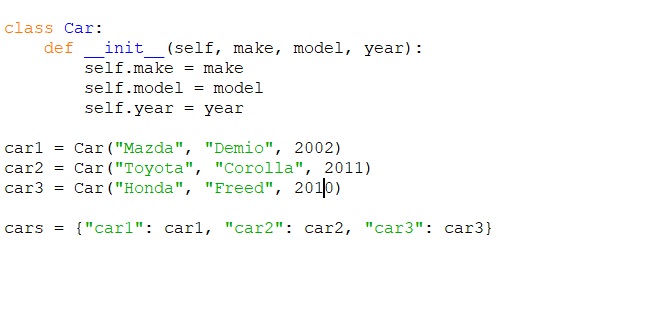 class Car:
    def __init__(self, make, model, year):
        self.make = make
        self.model = model
        self.year = year
car1 = Car("Mazda", "Demio", 2002)
car2 = Car("Toyota", "Corolla", 2011)
car3 = Car("Honda", "Freed", 2010)
cars = {"car1": car1, "car2": car2, "car3": car3}